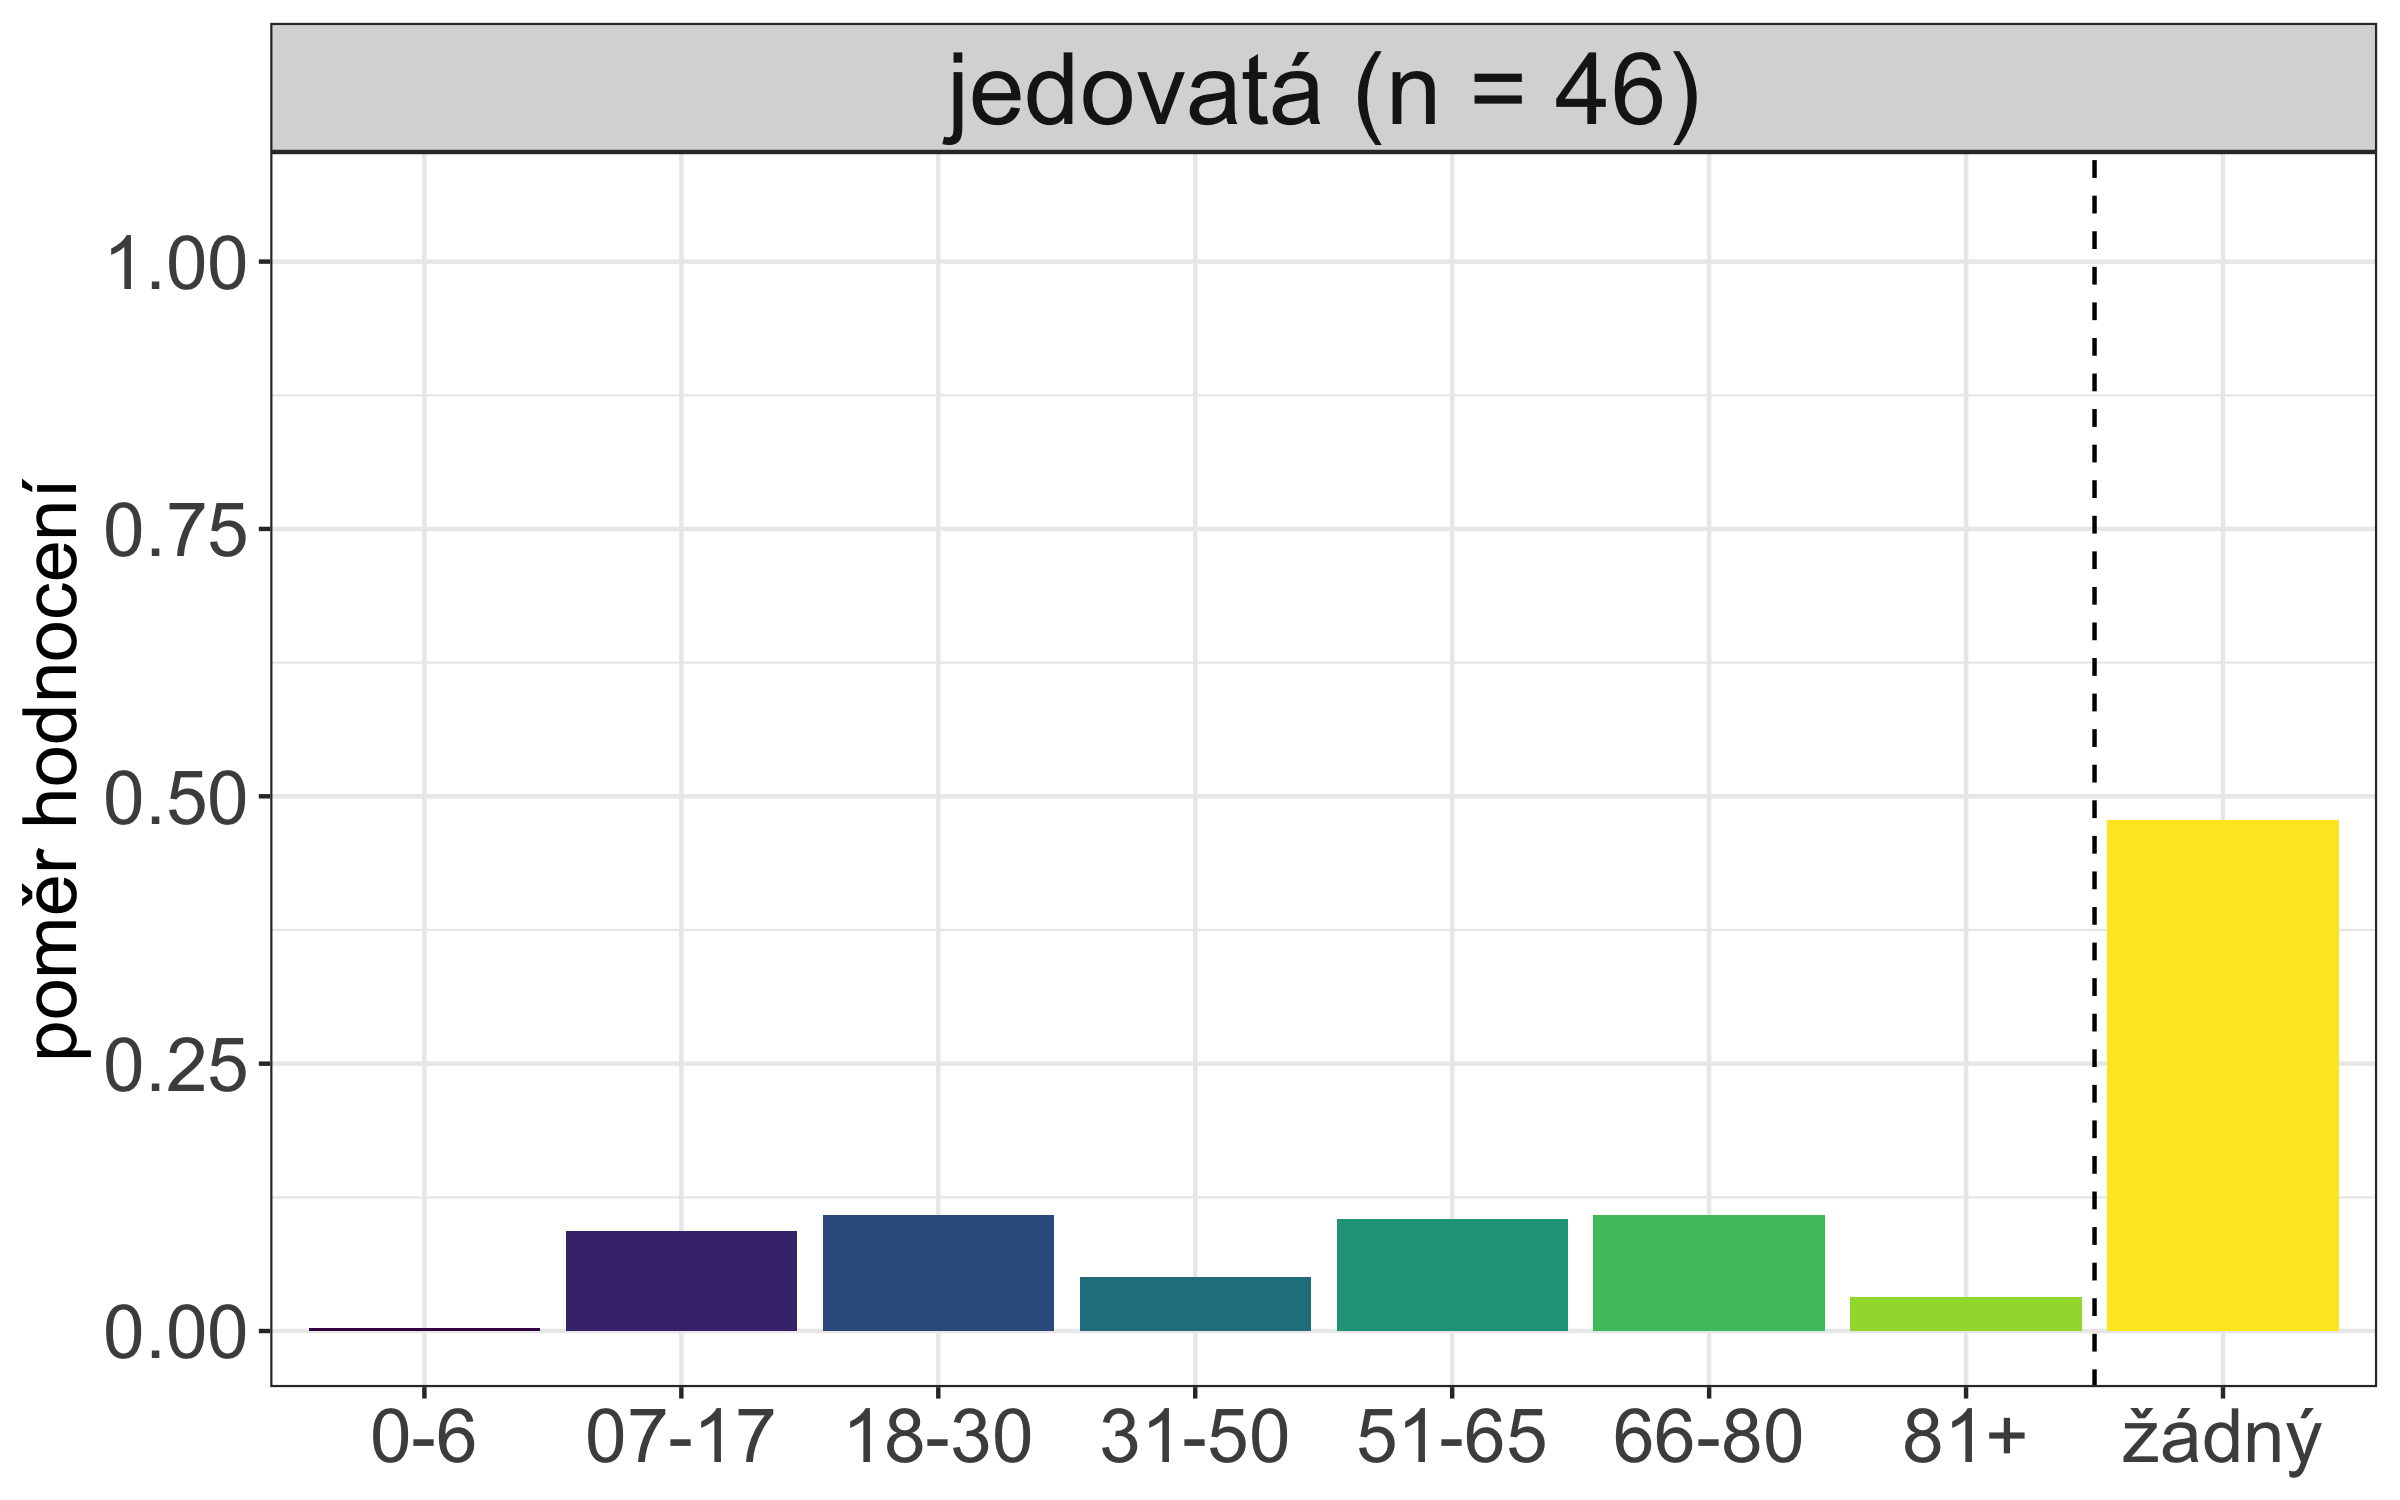 jedovatá (n = 46)
poměr hodnocení
1.00
0.75
0.50
0.25
0.00
0-6 07-17 18-30 31-50 51-65 66-80 81+ žádný